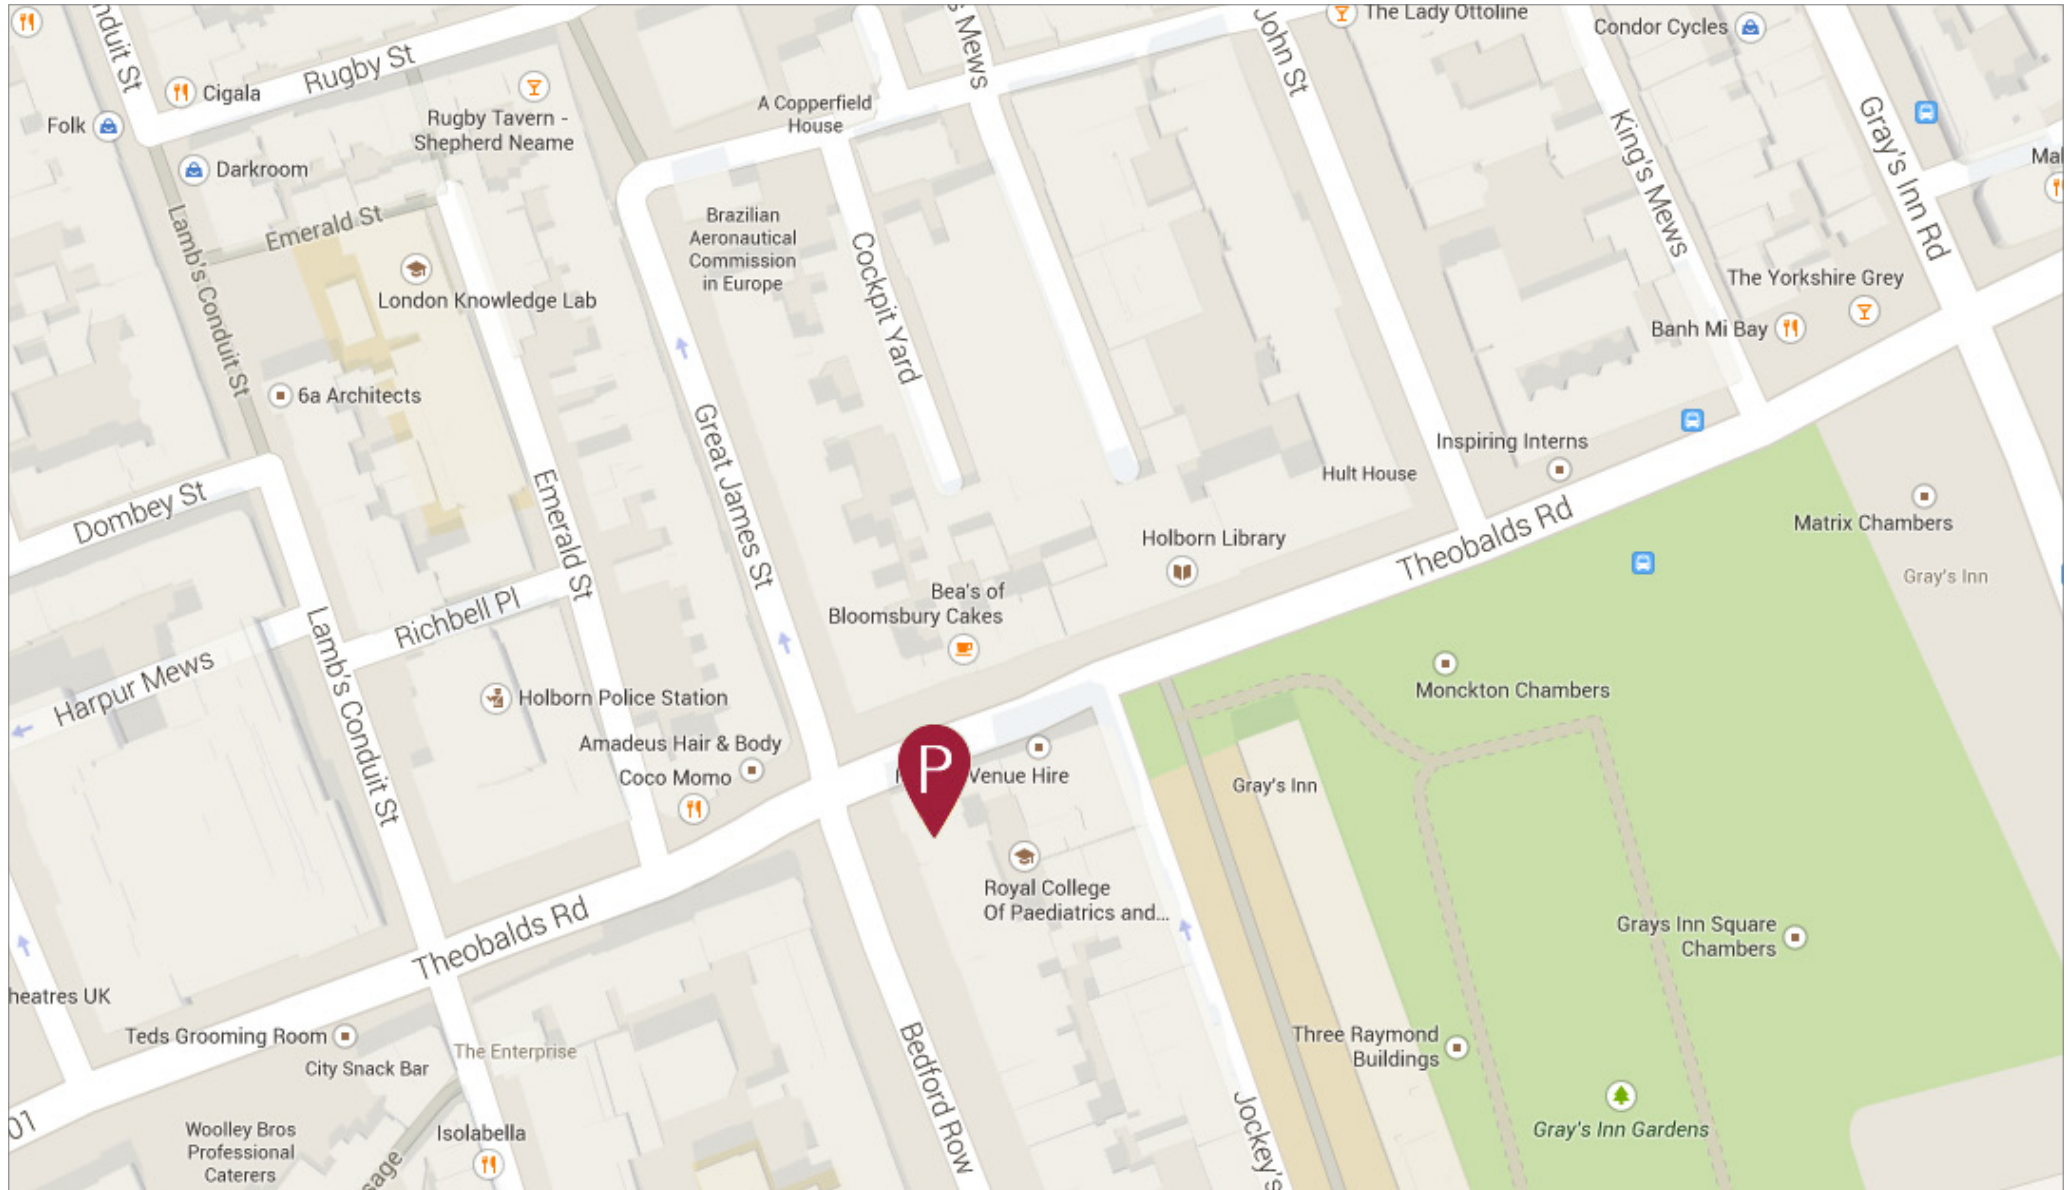 The Lady Ottoline
Condor Cycles
nduit St
s Mews
John St
Rugby St
Cigala
Folk
Rugby Tavern -
Shepherd Neame
A Copperfield
House
King's Mews
Gray's Inn Rd
Mal
Darkroom
Lamb's Conduit St
Emerald St
London Knowledge Lab
Brazilian
Aeronautical
Commission
in Europe
Cockpit Yard
The Yorkshire Grey
Banh Mi Bay
6a Architects
Great James St
Inspiring Interns
Hult House
Dombey St
Emerald St
Theobalds Rd
Matrix Chambers
Holborn Library
Gray's Inn
Bea's of
Bloomsbury Cakes
Richbell Pl
Lamb's Conduit St
Harpur Mews
Holborn Police Station
Monckton Chambers
Amadeus Hair & Body
Coco Momo
P
Venue Hire
Gray's Inn
Royal College
Of Paediatrics and...
Theobalds Rd
Grays Inn Square
Chambers
heatres UK
Teds Grooming Room
City Snack Bar
The Enterprise
Bedford Row
Three Raymond
Buildings
Jockey's
01
Woolley Bros
Professional
Caterers
Isolabella
sage
Gray's Inn Gardens